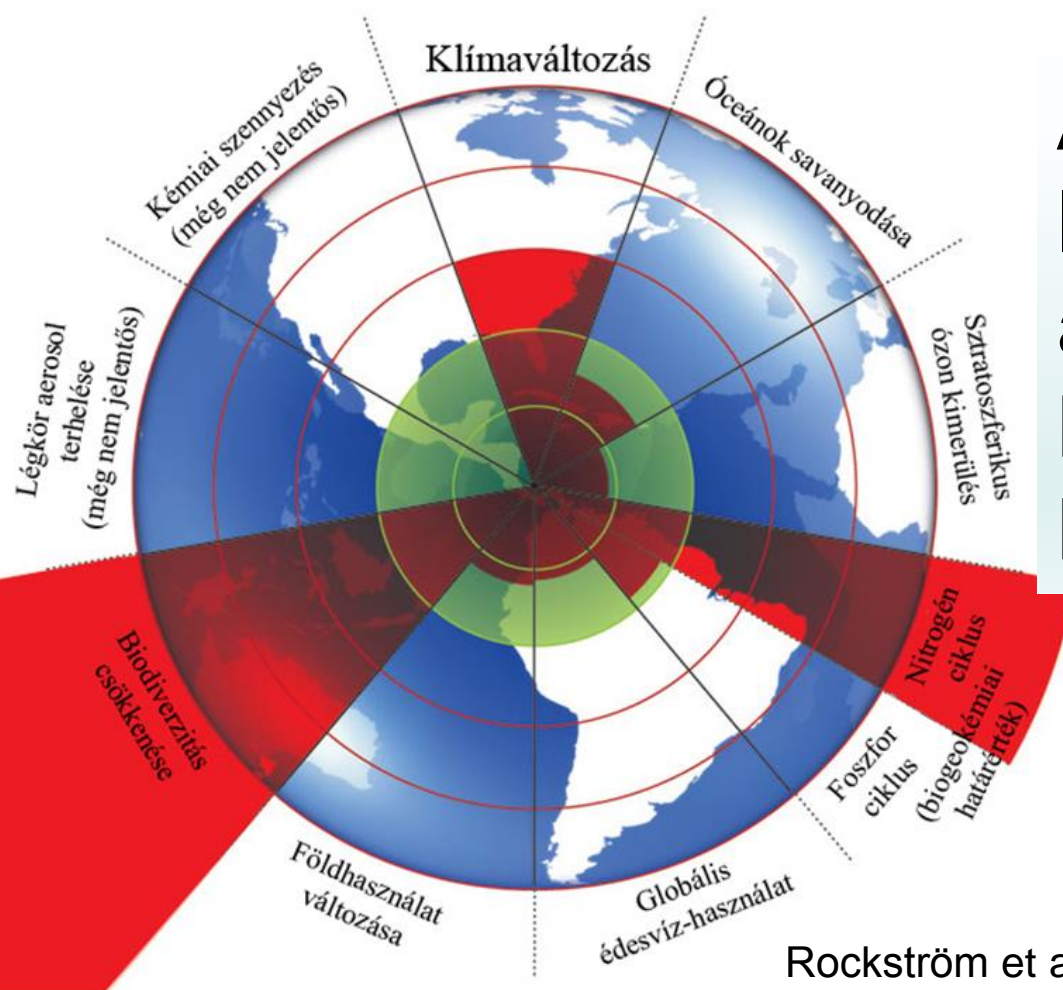 Klímaváltozás
Óceánok savanyodása
Sztratoszferikus
ózon kimerülés
Nitrogén
ciklus
(biogeokémiai
határérték)
Foszfor
ciklus
Globális
édesvíz-használat
Földhasználat
változása
Biodiverzitás
csökkenése
Légkör aerosol
terhelése
(még nem jelentős)
Kémiai szennyezés
(még nem jelentős)
Rockström et a